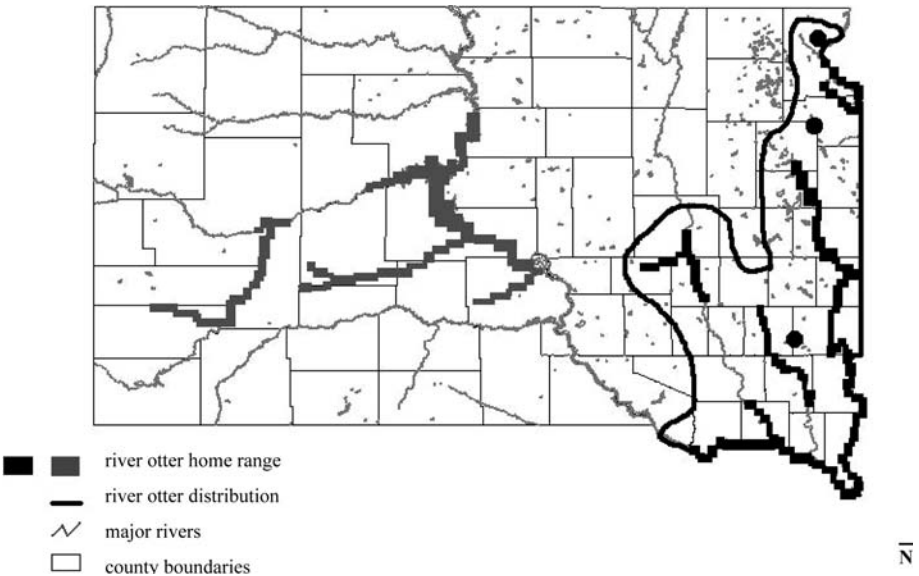 river otter home range
river otter distribution
major rivers
county boundaries
N